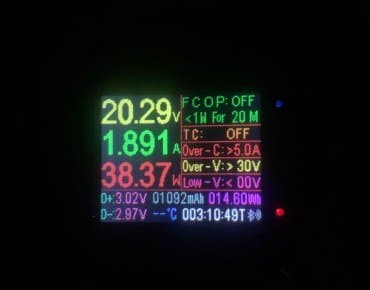 20.29V
1.891A
38.37W
FCOP: OFF
<1W For 20 M
TC: OFF
Over-C:>5.0A
Over-V:> 30V
Low-V:< 00V
D+:3.02V 01092mAh 014.60Wh
D-:2.97V --°C 003:10:49T